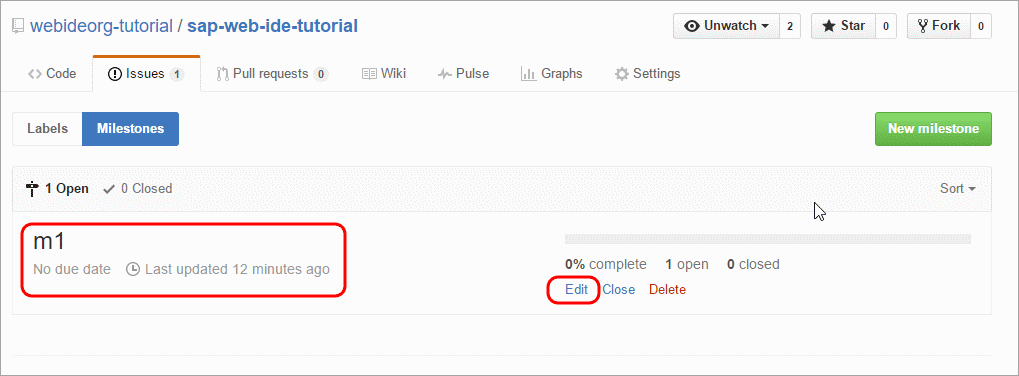 webideorg-tutorial / sap-web-ide-tutorial Unwatch 2 Star 0 Fork 0
Code Issues 1 Pull requests 0 Wiki Pulse Graphs Settings
Labels Milestones New milestone
1 Open 0 Closed Sort
m1
No due date Last updated 12 minutes ago
0% complete 1 open 0 closed
Edit Close Delete